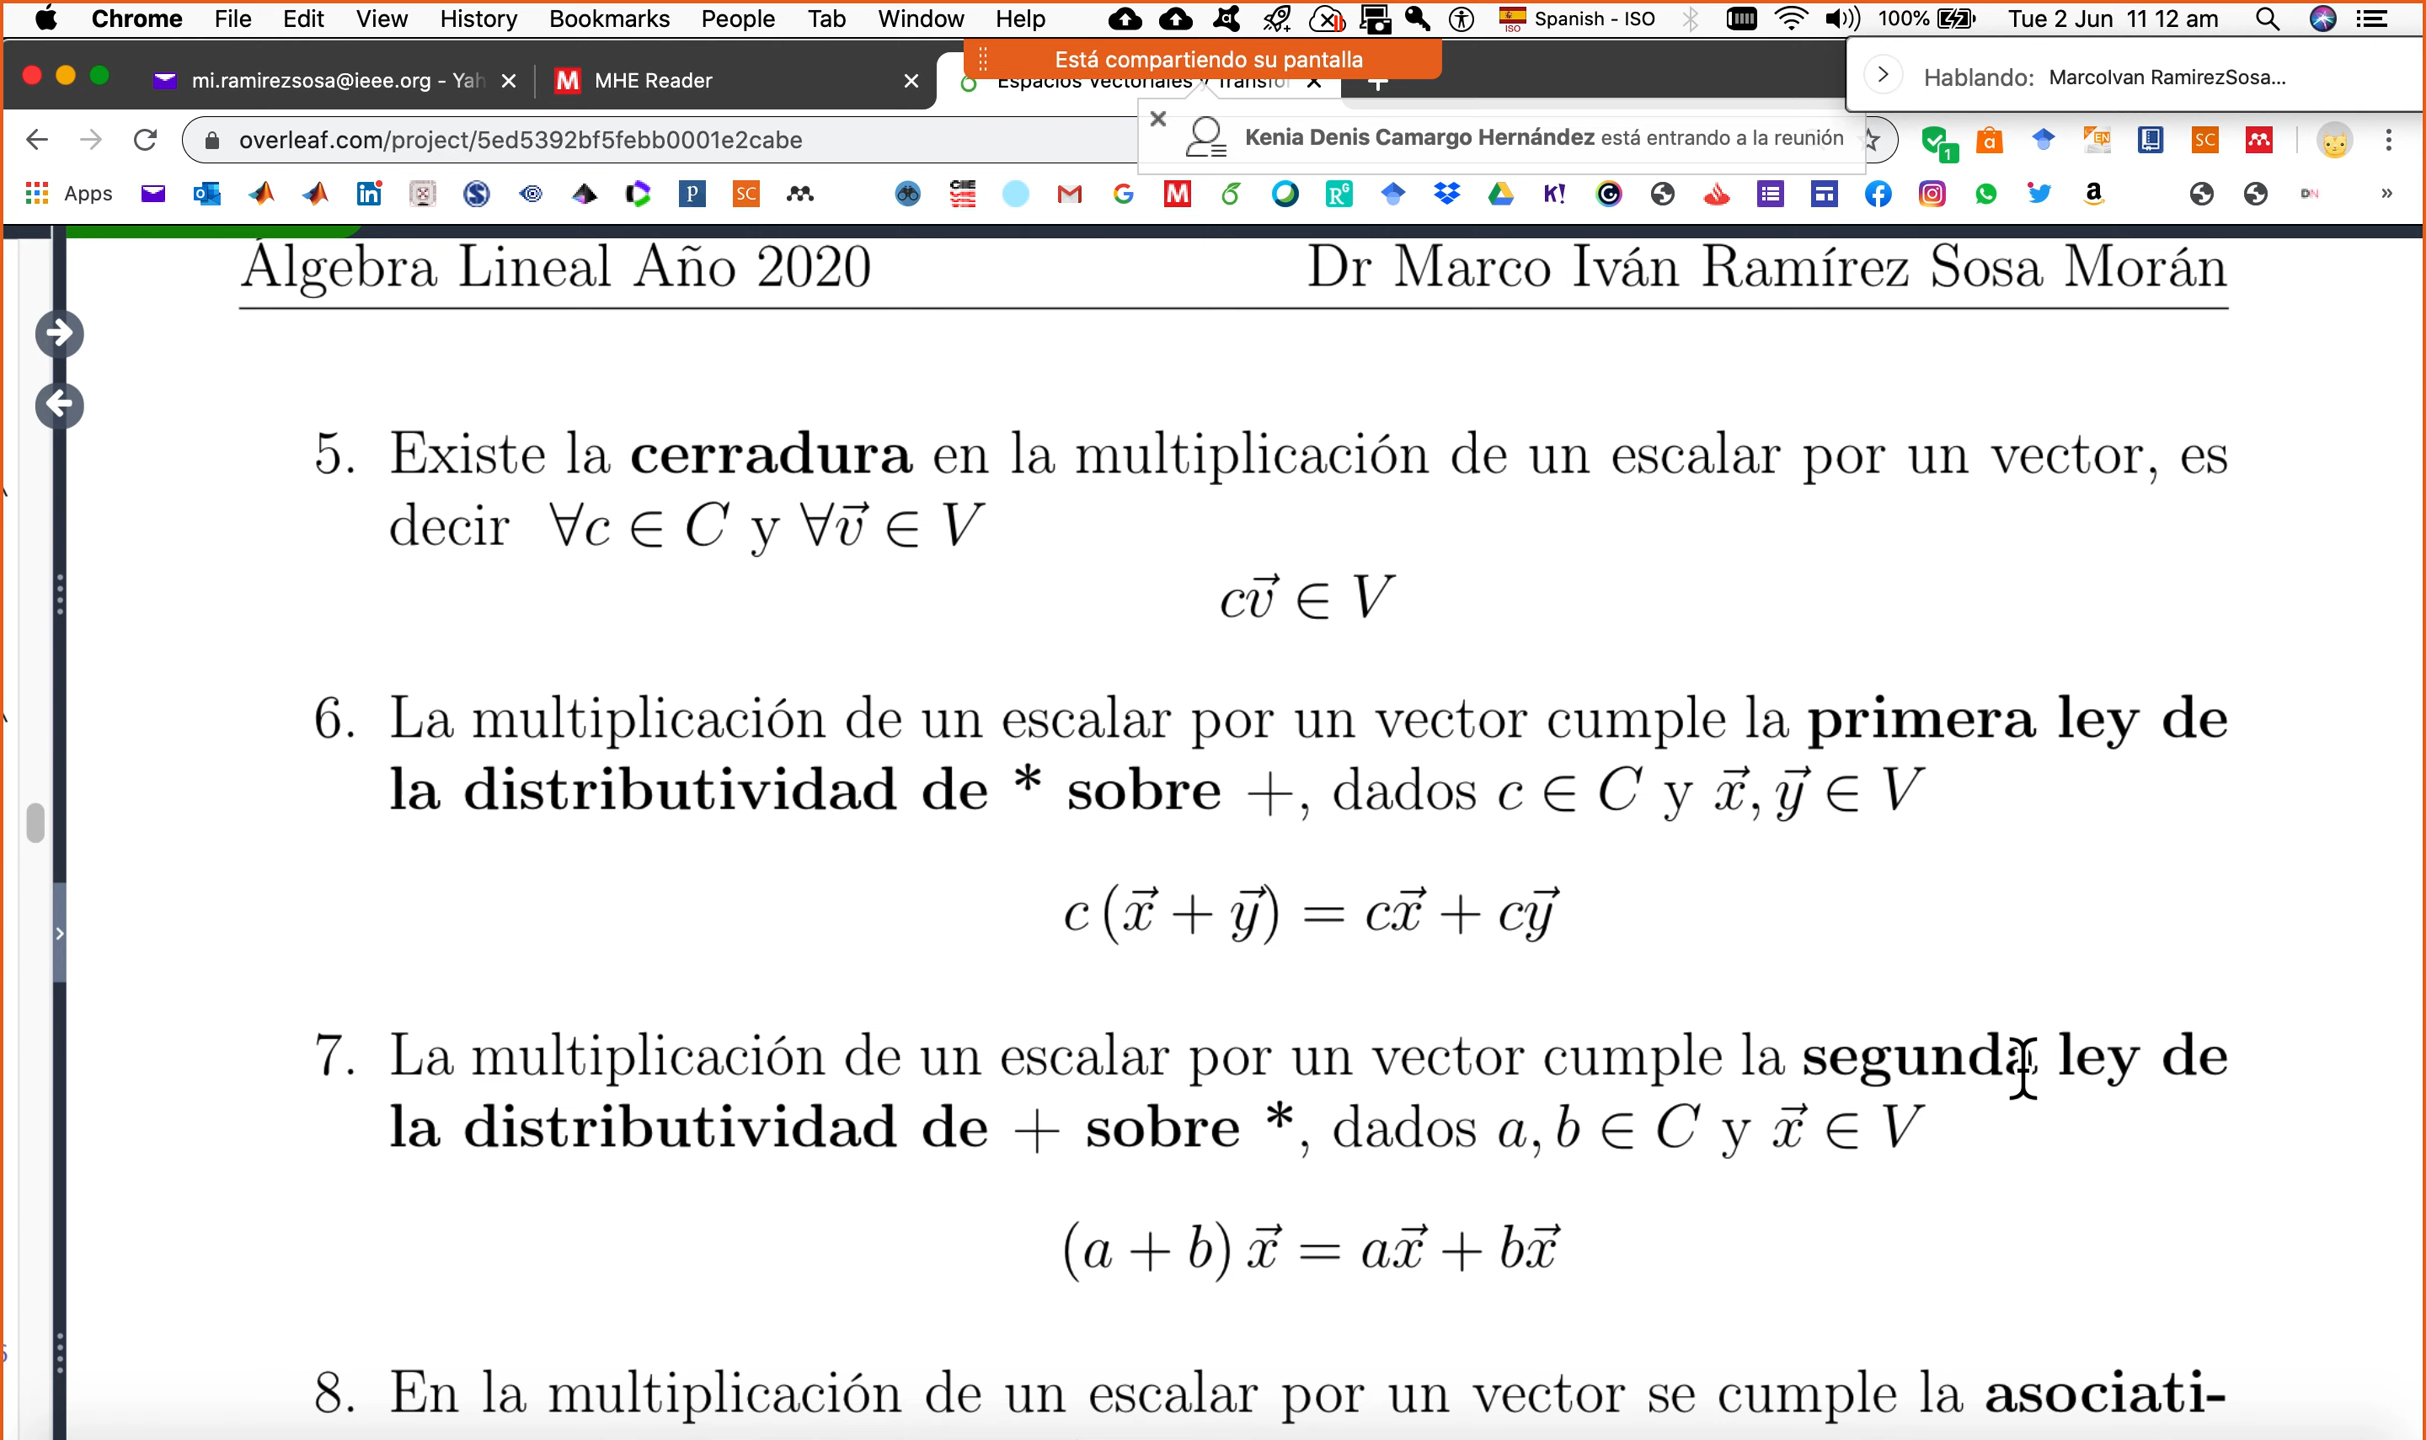 Chrome File Edit View History Bookmarks People Tab Window Help Spanish - ISO 100% Tue 2 Jun 11 12 am
Está compartiendo su pantalla
Hablando: MarcoIvan RamirezSosa...
mi.ramirezsosa@ieee.org - Yah MHE Reader Espacios Vectoriales y Transfo
overleaf.com/project/5ed5392bf5febb0001e2cabe
Kenia Denis Camargo Hernández está entrando a la reunión
Apps
Álgebra Lineal Año 2020 Dr Marco Iván Ramírez Sosa Morán
5. Existe la cerradura en la multiplicación de un escalar por un vector, es
decir ∀c ∈ C y ∀v⃗ ∈ V
cv⃗ ∈ V
6. La multiplicación de un escalar por un vector cumple la primera ley de
la distributividad de * sobre +, dados c ∈ C y x⃗, y⃗ ∈ V
c (x⃗ + y⃗) = cx⃗ + cy⃗
7. La multiplicación de un escalar por un vector cumple la segunda ley de
la distributividad de + sobre *, dados a, b ∈ C y x⃗ ∈ V
(a + b) x⃗ = ax⃗ + bx⃗
8. En la multiplicación de un escalar por un vector se cumple la asociati-